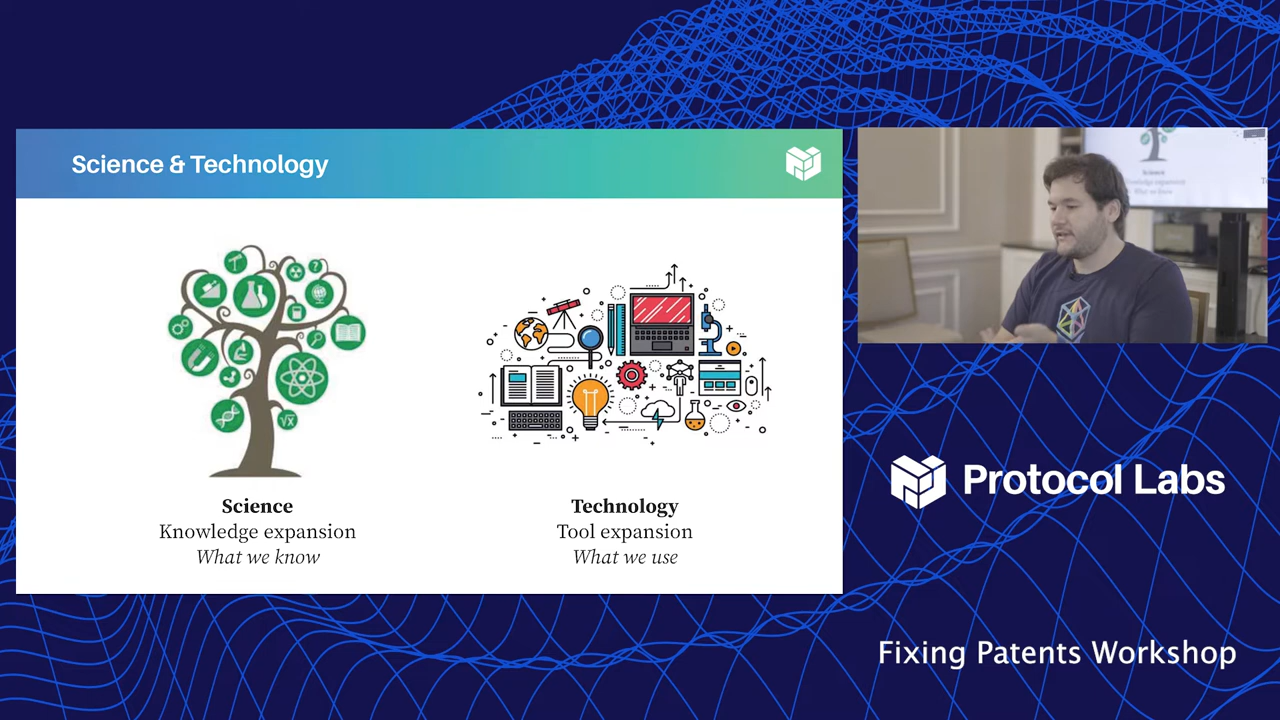 Science & Technology
Science
Knowledge expansion
What we know
Technology
Tool expansion
What we use
Protocol Labs
Fixing Patents Workshop